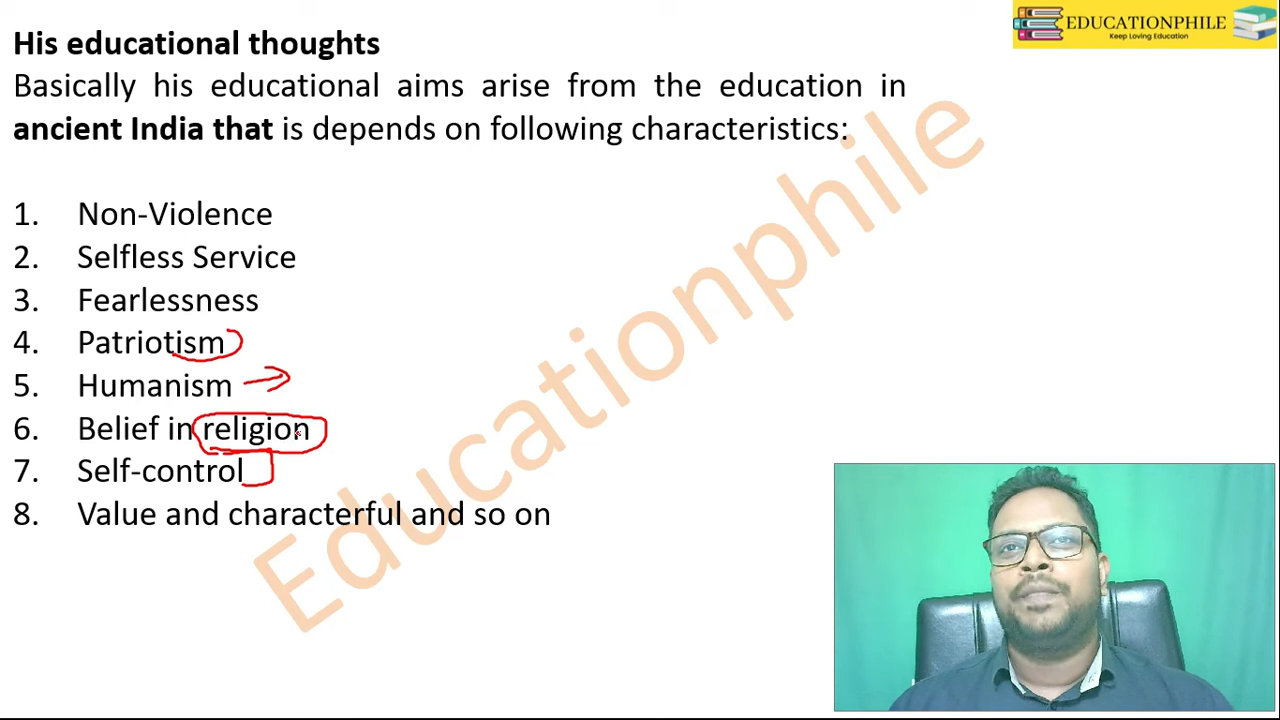 His educational thoughts
EDUCATIONPHILE
Keep Loving Education
Basically his educational aims arise from the education in
ancient India that is depends on following characteristics:
1. Non-Violence
2. Selfless Service
3. Fearlessness
4. Patriotism
5. Humanism
6. Belief in religion
7. Self-control
8. Value and characterful and so on
Educationphile